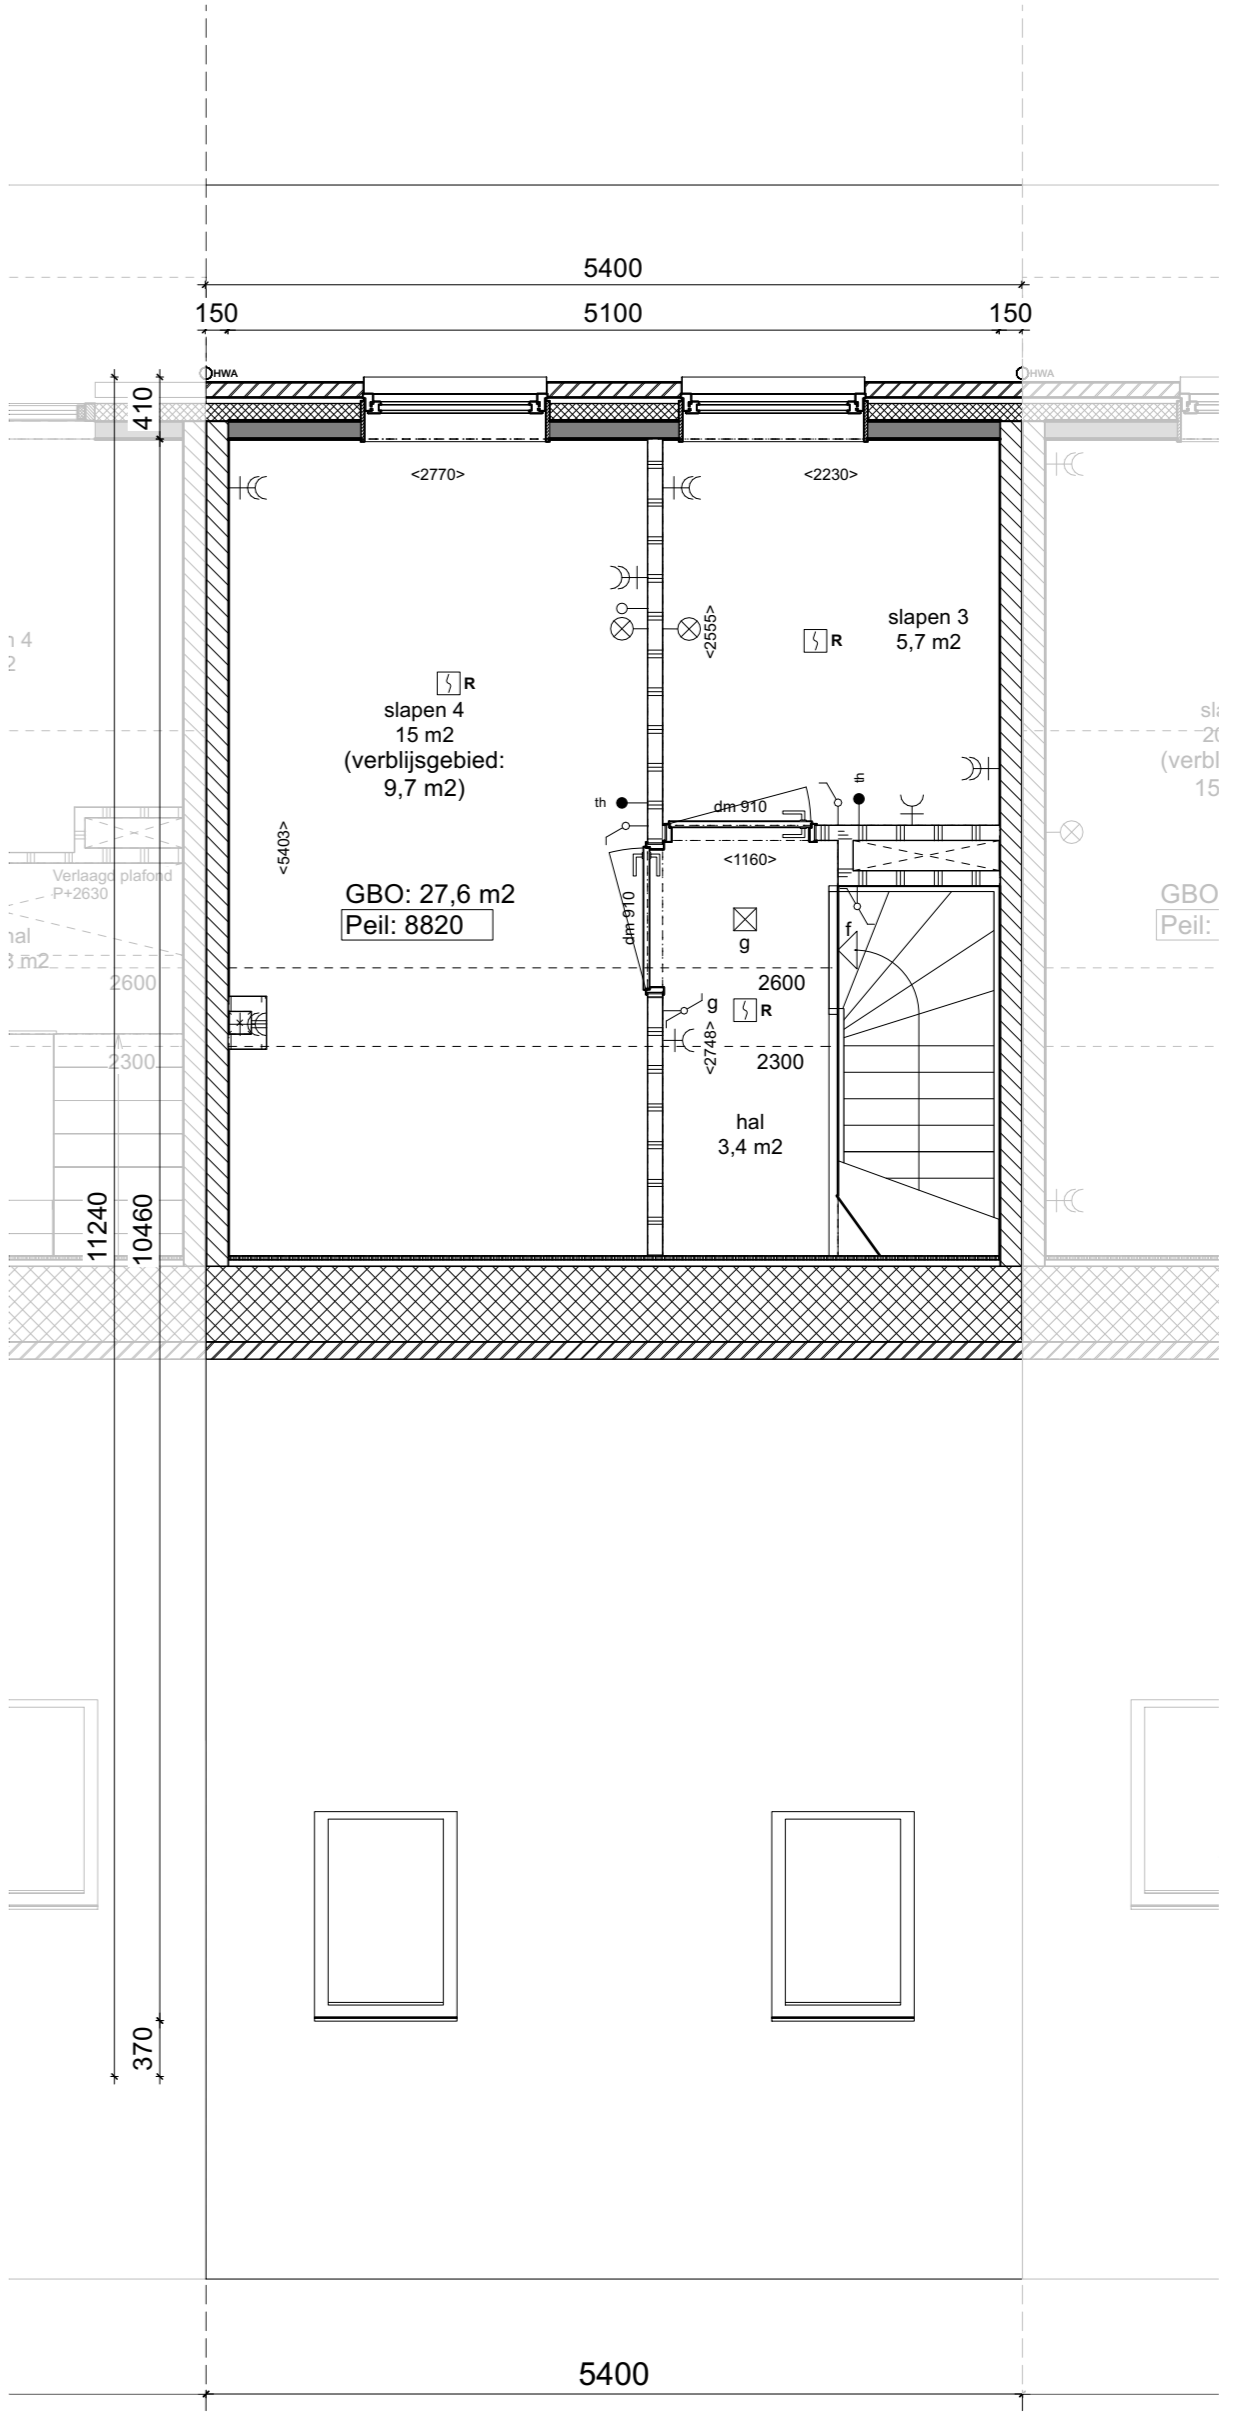 5400
150
5100
150
HWA
HWA
410
<2770>
<2230>
slapen 3
5,7 m2
<2555>
R
R
slapen 4
15 m2
(verblijsgebied:
9,7 m2)
n 4
th
th
dm 910
<1160>
<5403>
Verlaagd plafond
P+2630
GBO: 27,6 m2
Peil: 8820
dm 910
g
f
GBO
Peil:
2600
2600
g
R
<2748>
2300
2300
hal
3,4 m2
11240
10460
370
5400